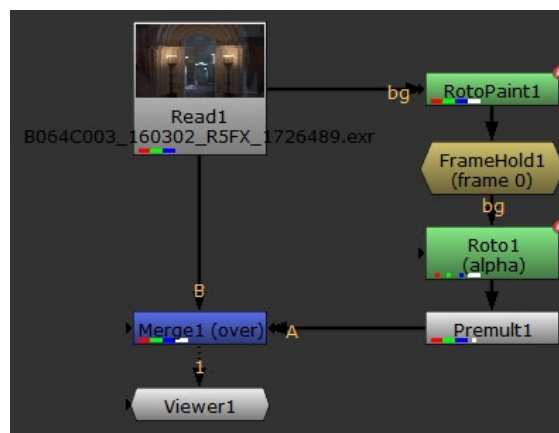 bg
RotoPaint1
Read1
B064C003_160302_R5FX_1726489.exr
FrameHold1
(frame 0)
bg
Roto1
(alpha)
B
Merge1 (over)
A
Premult1
1
Viewer1